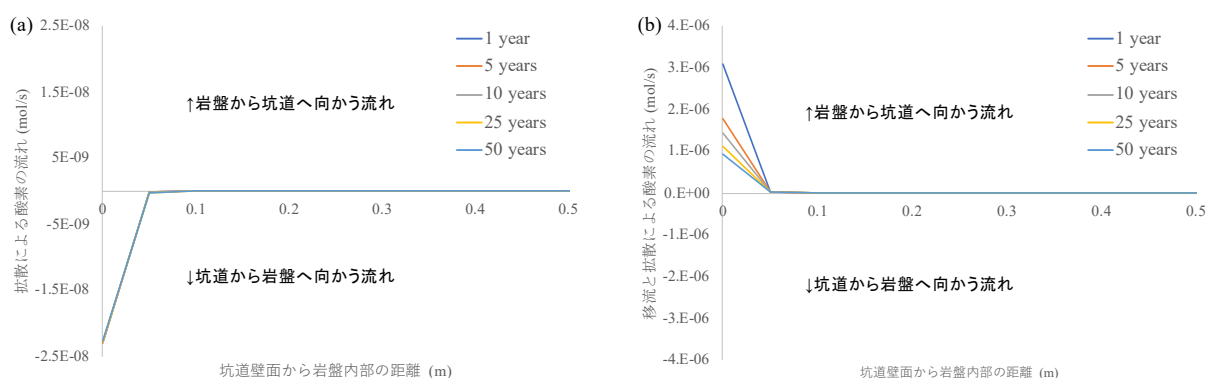 (a)
拡散による酸素の流れ (mol/s)
2.5E-08
1.5E-08
5E-09
-5E-09
-1.5E-08
-2.5E-08
0
0.1
0.2
0.3
0.4
0.5
1 year
5 years
10 years
25 years
50 years
↑岩盤から坑道へ向かう流れ
↓坑道から岩盤へ向かう流れ
坑道壁面から岩盤内部の距離 (m)
(b)
移流と拡散による酸素の流れ (mol/s)
4.E-06
3.E-06
2.E-06
1.E-06
0.E+00
-1.E-06
-2.E-06
-3.E-06
-4.E-06
0
0.1
0.2
0.3
0.4
0.5
1 year
5 years
10 years
25 years
50 years
↑岩盤から坑道へ向かう流れ
↓坑道から岩盤へ向かう流れ
坑道壁面から岩盤内部の距離 (m)